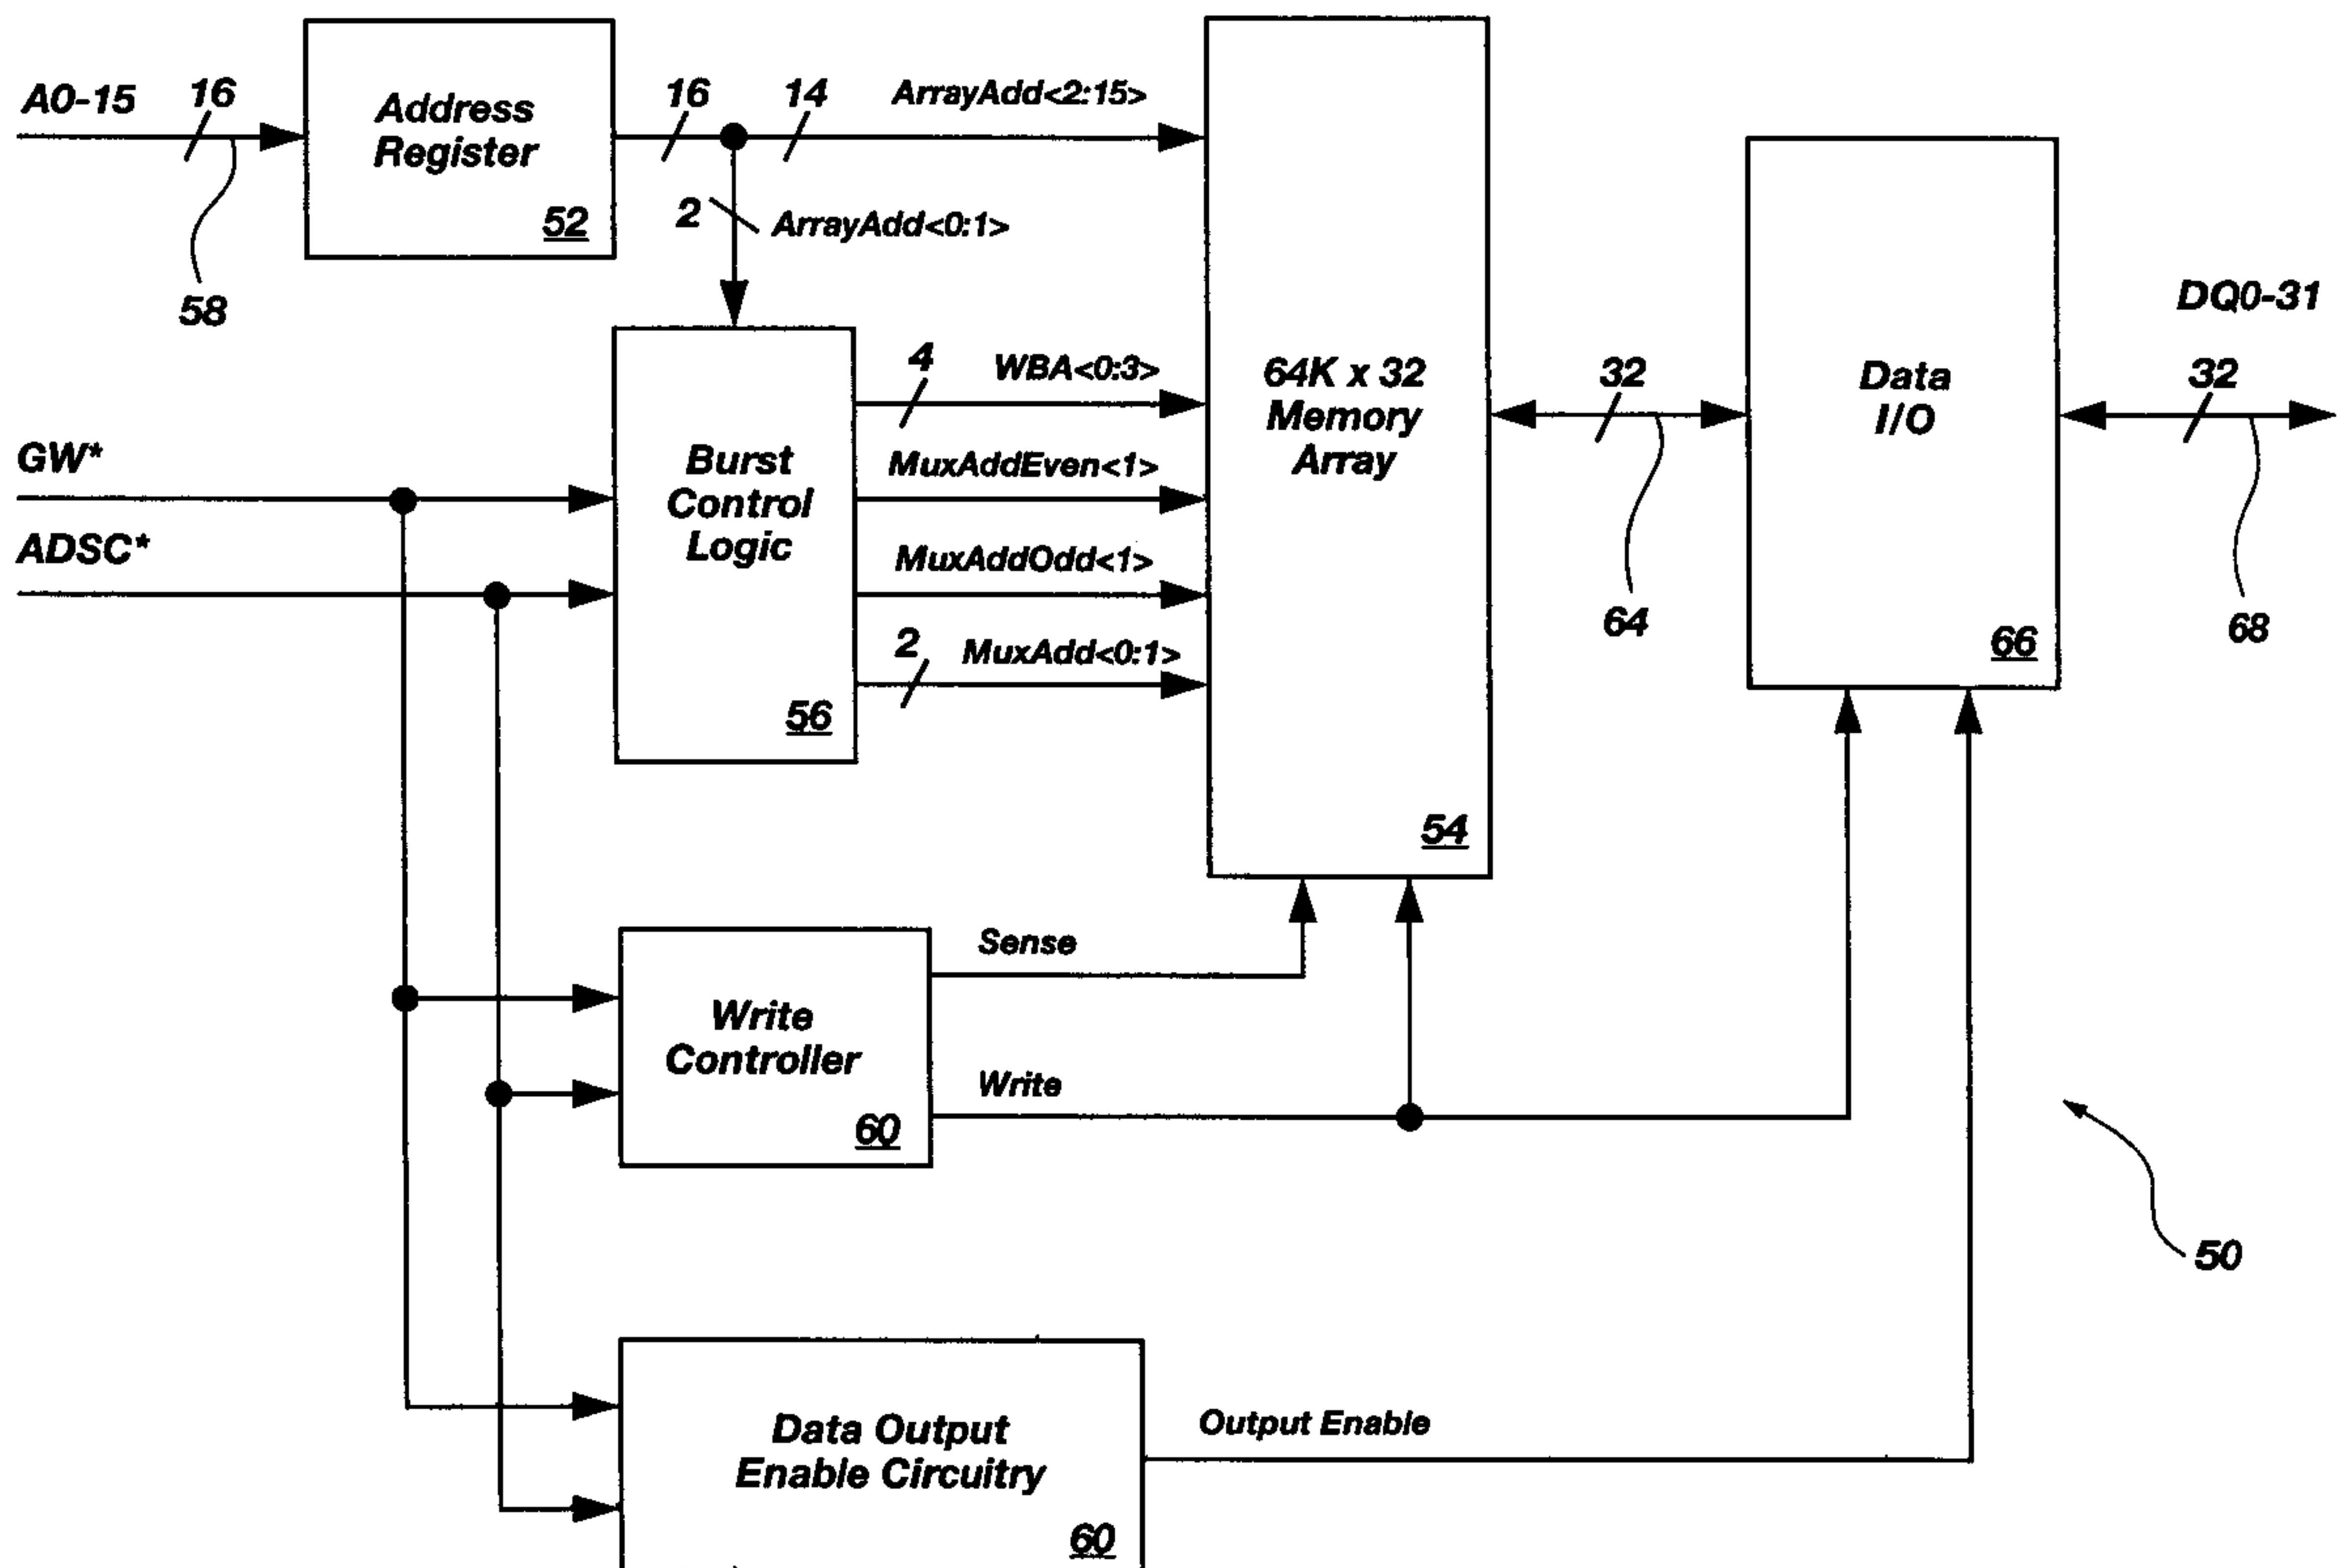 A0-15
16
Address
Register
52
16
14
ArrayAdd<2:15>
2
ArrayAdd<0:1>
58
64K x 32
Memory
Array
54
Data
I/O
66
DQ0-31
32
32
64
68
GW*
ADSC*
Burst
Control
Logic
56
4
WBA<0:3>
MuxAddEven<1>
MuxAddOdd<1>
2
MuxAdd<0:1>
Write
Controller
60
Sense
Write
50
Data Output
Enable Circuitry
60
Output Enable